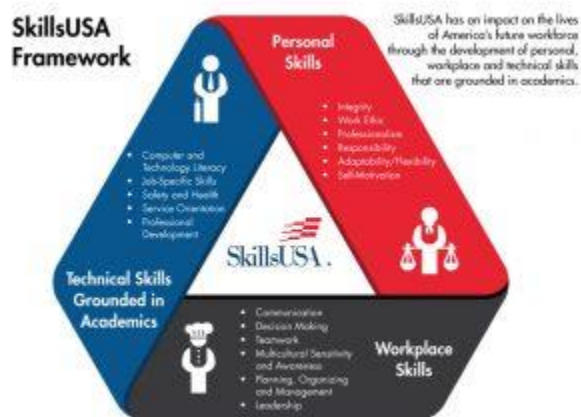 SkillsUSA
Framework
SkillsUSA has an impact on the lives
of America's future workforce
through the development of personal,
workplace and technical skills
that are grounded in academics.
Personal
Skills
• Integrity
• Work Ethic
• Professionalism
• Responsibility
• Adaptability/Flexibility
• Self-Motivation
• Computer and
Technology Literacy
• Job-Specific Skills
• Safety and Health
• Service Orientation
• Professional
Development
Technical Skills
Grounded in
Academics
SkillsUSA.
• Communication
• Decision Making
• Teamwork
• Multicultural Sensitivity
and Awareness
• Planning, Organizing
and Management
• Leadership
Workplace
Skills